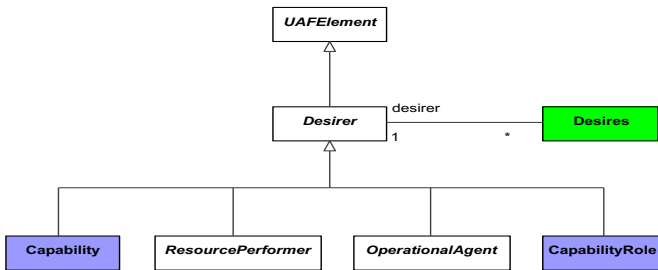 UAFElement
desirer
Desirer
Desires
1
*
Capability
ResourcePerformer
OperationalAgent
CapabilityRole